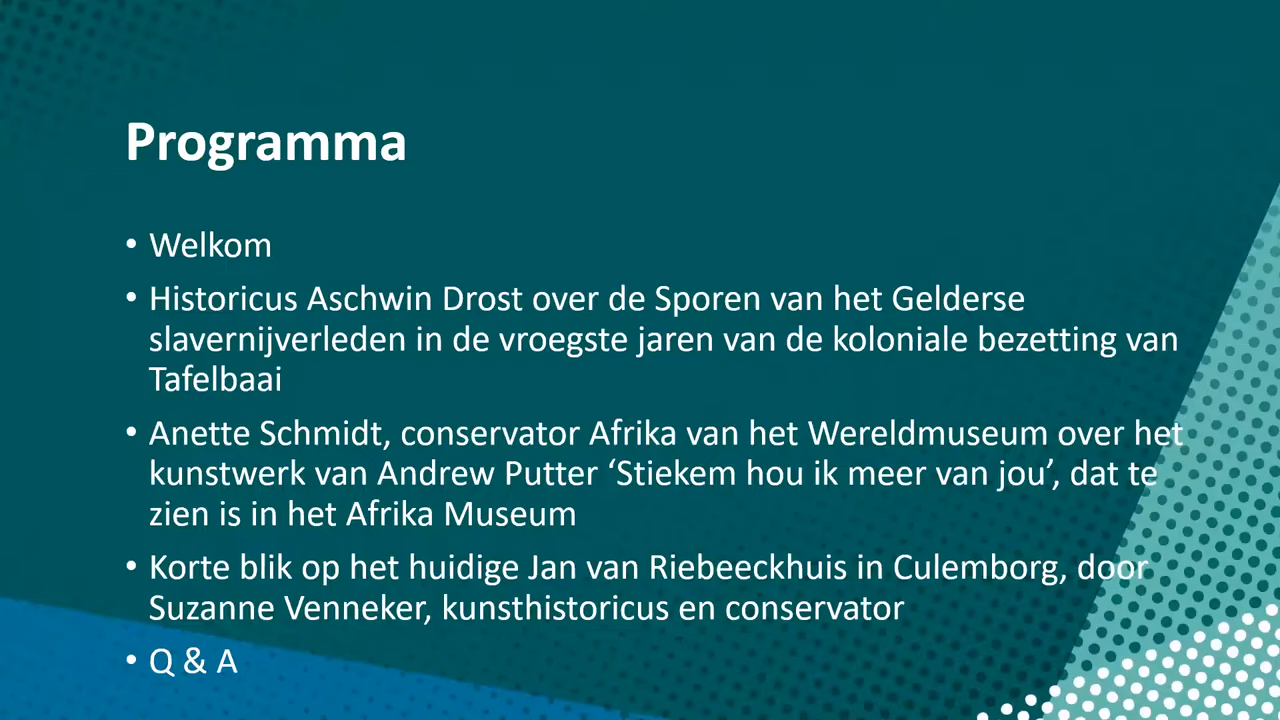 Programma
• Welkom
• Historicus Aschwin Drost over de Sporen van het Gelderse
slavernijverleden in de vroegste jaren van de koloniale bezetting van
Tafelbaai
• Anette Schmidt, conservator Afrika van het Wereldmuseum over het
kunstwerk van Andrew Putter ‘Stiekem hou ik meer van jou’, dat te
zien is in het Afrika Museum
• Korte blik op het huidige Jan van Riebeeckhuis in Culemborg, door
Suzanne Venneker, kunsthistoricus en conservator
• Q & A